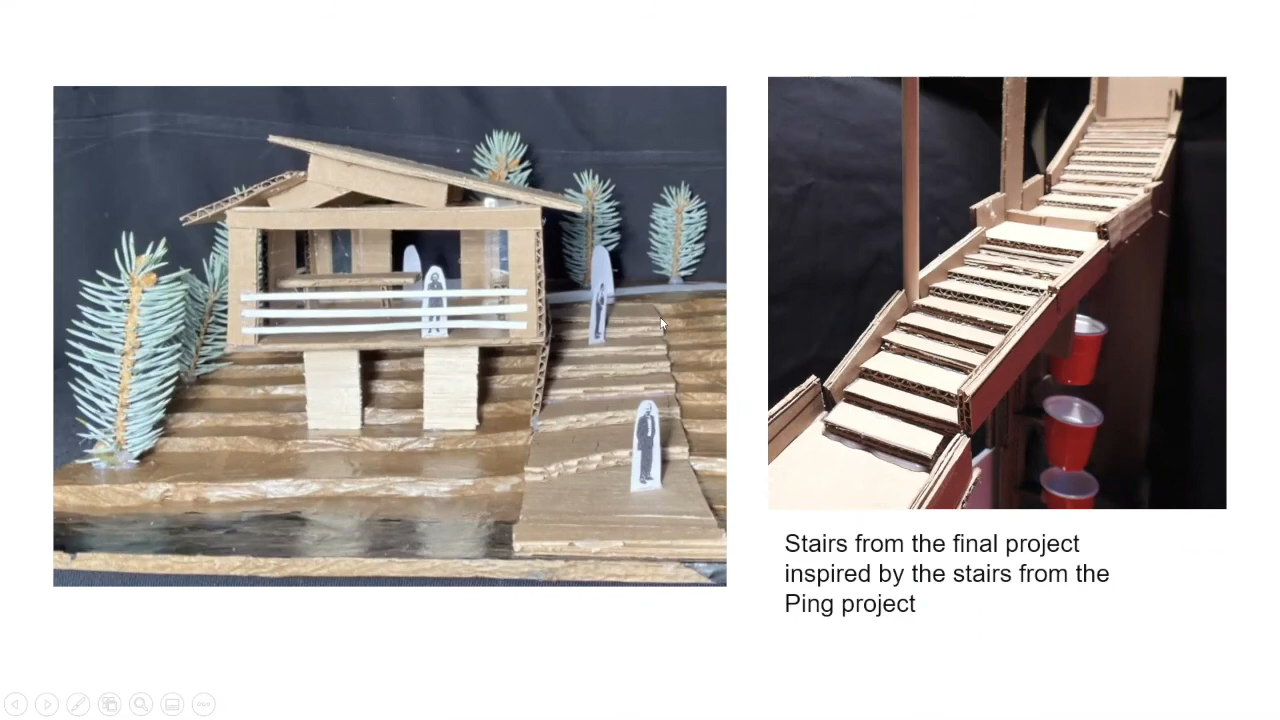 Stairs from the final project
inspired by the stairs from the
Ping project